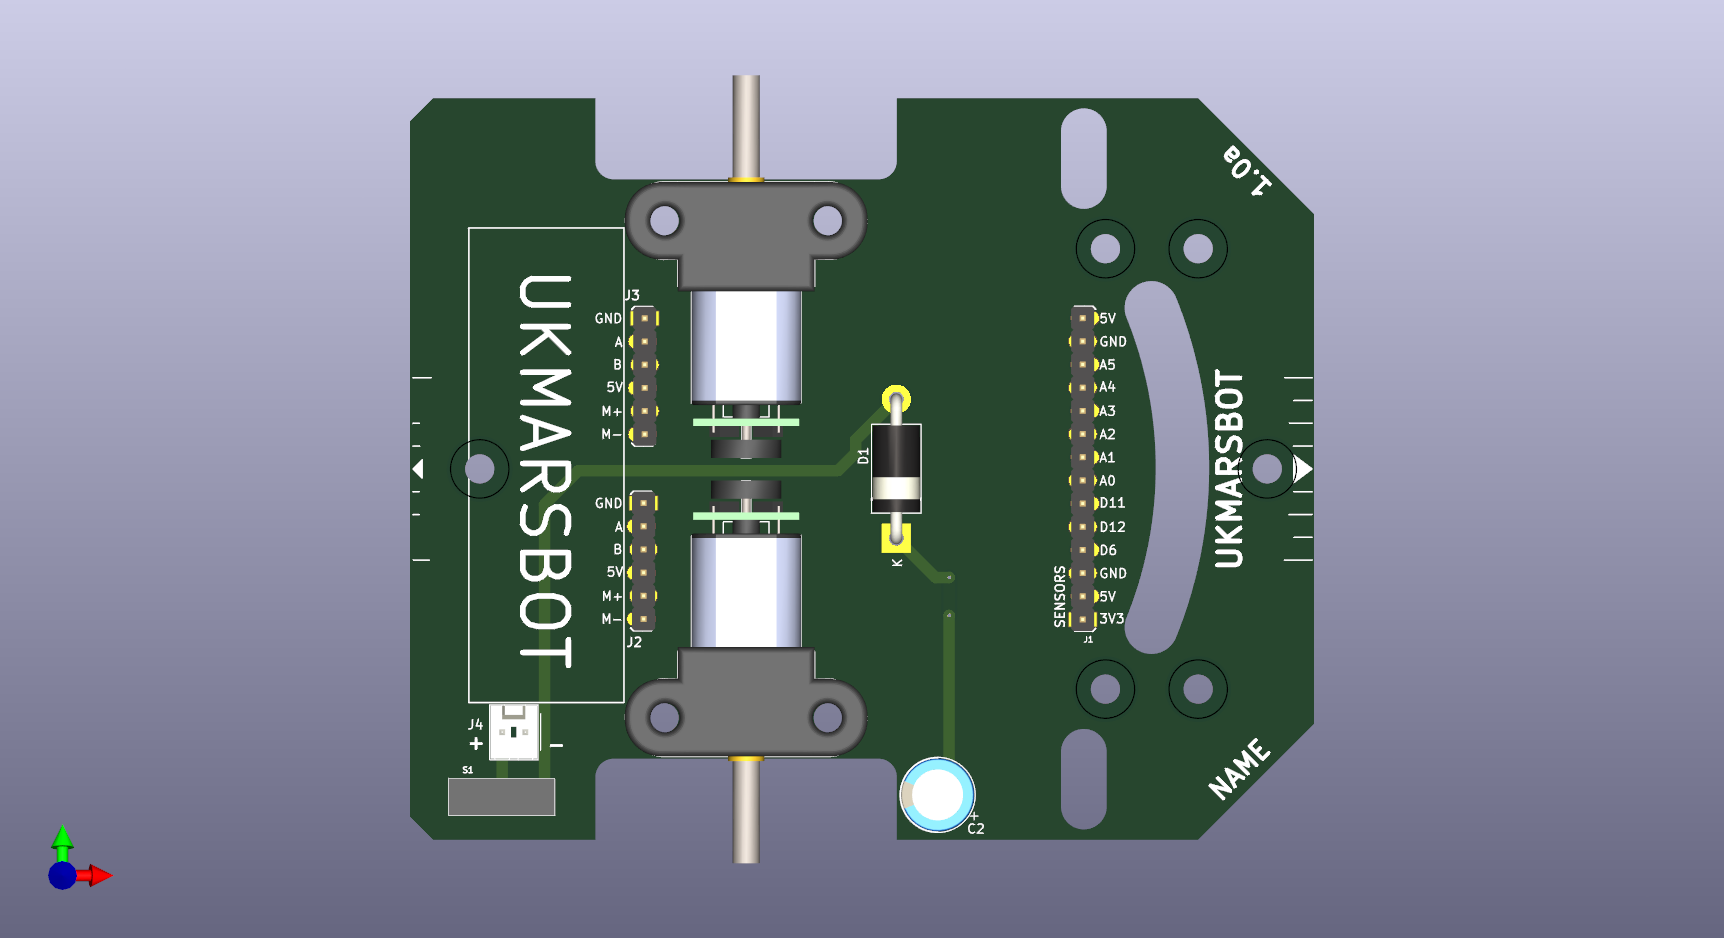 1.0a
J3
GND
A
B
5V
M+
M-
UKMARSBOT
GND
A
B
5V
M+
M-
J2
J4
+
-
S1
D1
K
+
C2
5V
GND
A5
A4
A3
A2
A1
A0
D11
D12
D6
GND
5V
3V3
SENSORS
J1
UKMARSBOT
NAME